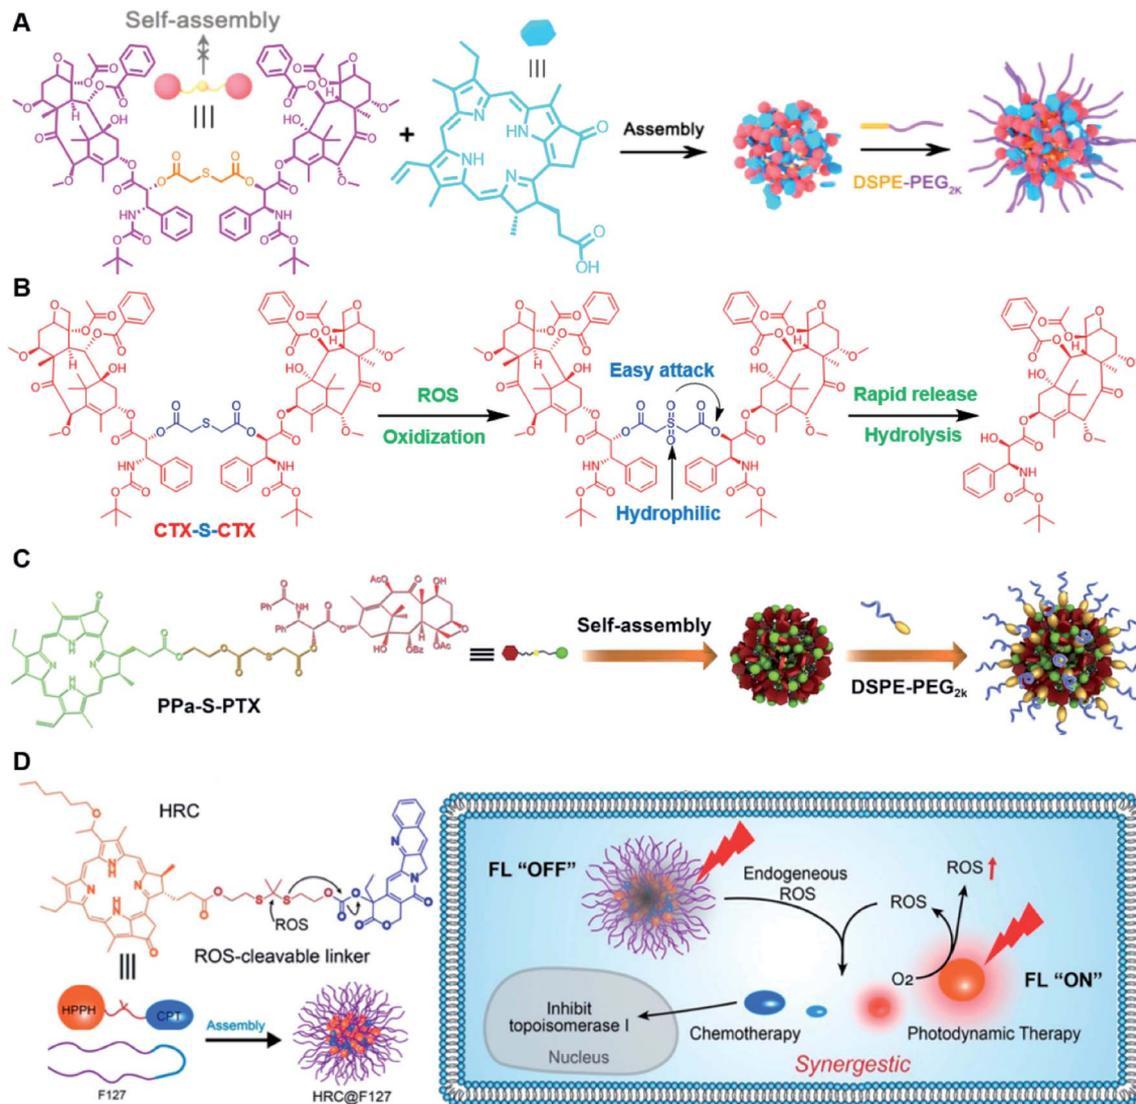 A
Self-assembly
+
Assembly
DSPE-PEG2K
B
ROS
Oxidization
Easy attack
Hydrophilic
Rapid release
Hydrolysis
CTX-S-CTX
C
PPa-S-PTX
Self-assembly
DSPE-PEG2k
D
HRC
ROS
ROS-cleavable linker
HPPH
CPT
F127
Assembly
HRC@F127
FL “OFF”
Endogeneous
ROS
ROS
ROS
O2
FL “ON”
Inhibit
topoisomerase I
Nucleus
Chemotherapy
Photodynamic Therapy
Synergestic